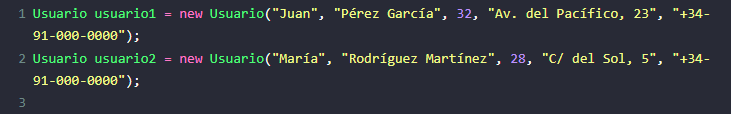 1 Usuario usuario1 = new Usuario("Juan", "Pérez García", 32, "Av. del Pacífico, 23", "+34-
91-000-0000");
2 Usuario usuario2 = new Usuario("María", "Rodríguez Martínez", 28, "C/ del Sol, 5", "+34-
91-000-0000");
3